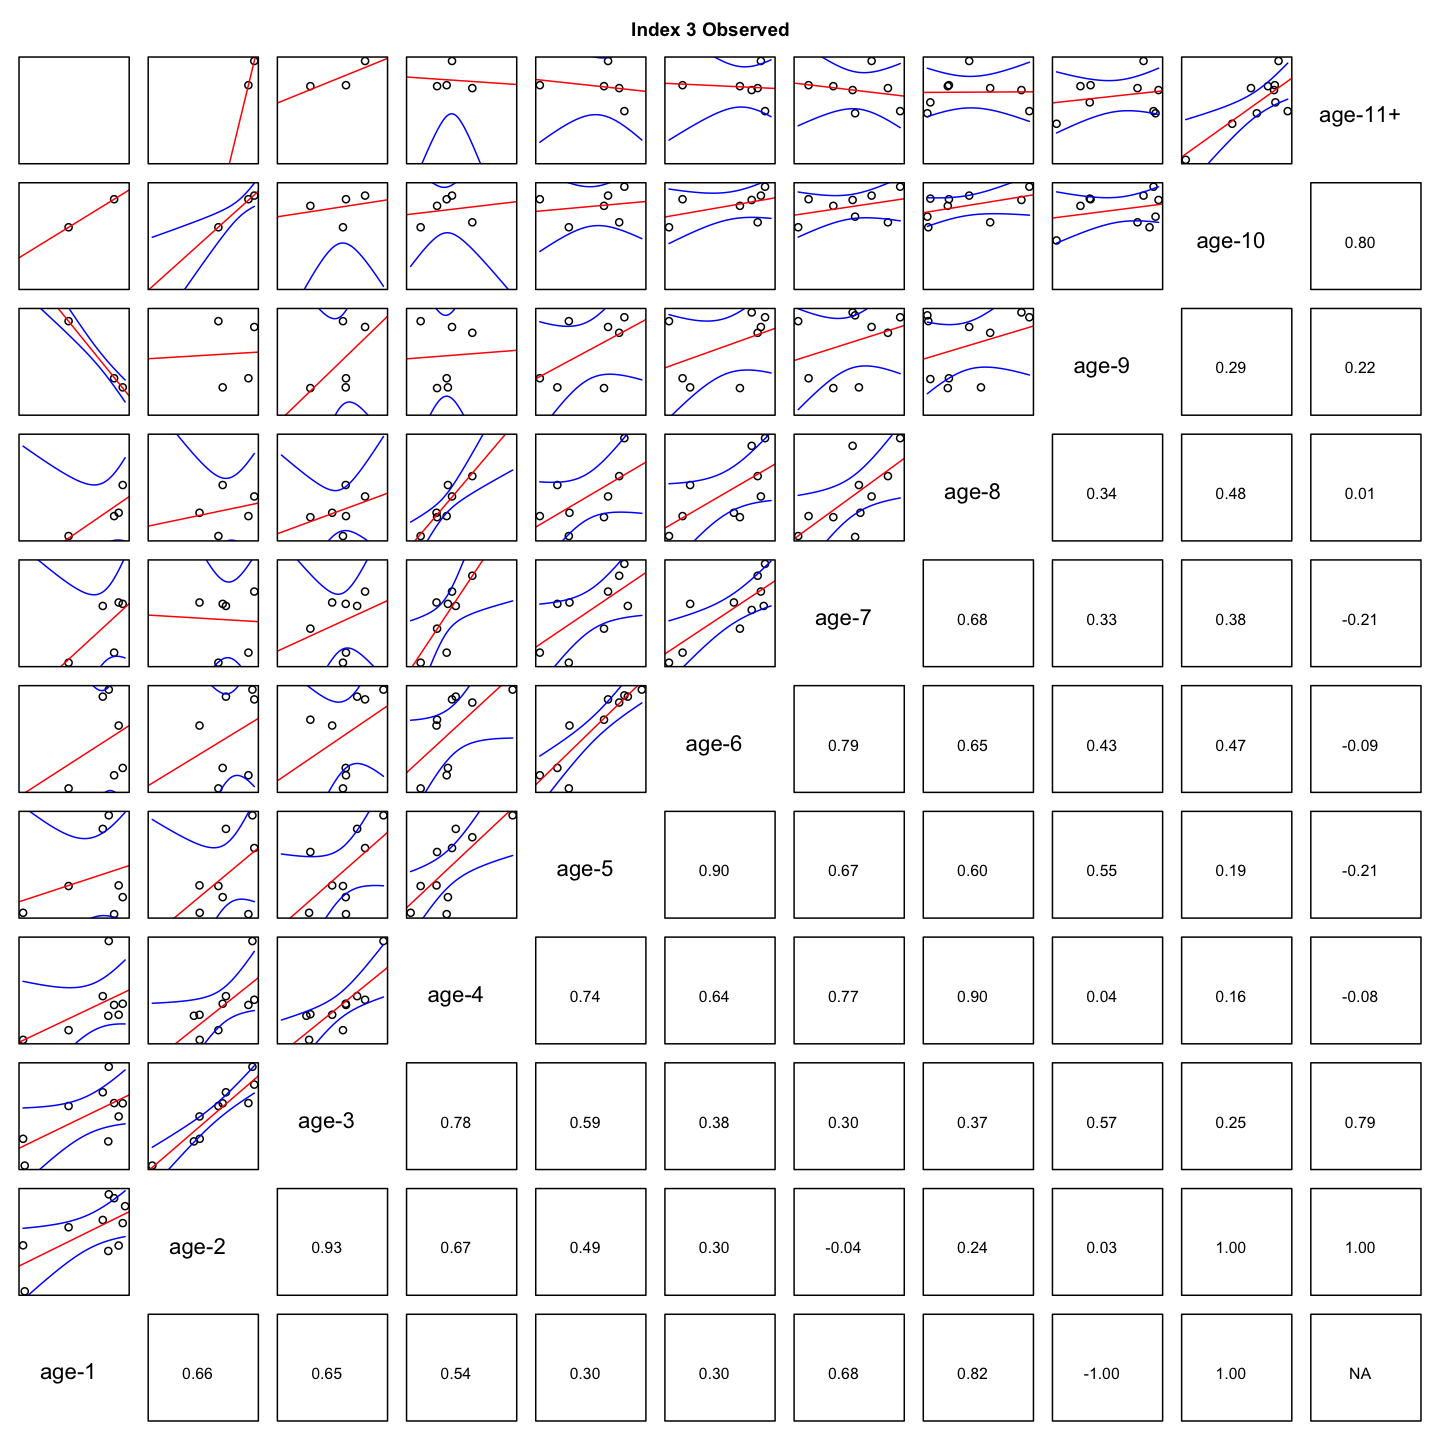 Index 3 Observed
age-11+
age-10 0.80
age-9 0.29 0.22
age-8 0.34 0.48 0.01
age-7 0.68 0.33 0.38 -0.21
age-6 0.79 0.65 0.43 0.47 -0.09
age-5 0.90 0.67 0.60 0.55 0.19 -0.21
age-4 0.74 0.64 0.77 0.90 0.04 0.16 -0.08
age-3 0.78 0.59 0.38 0.30 0.37 0.57 0.25 0.79
age-2 0.93 0.67 0.49 0.30 -0.04 0.24 0.03 1.00 1.00
age-1 0.66 0.65 0.54 0.30 0.30 0.68 0.82 -1.00 1.00 NA